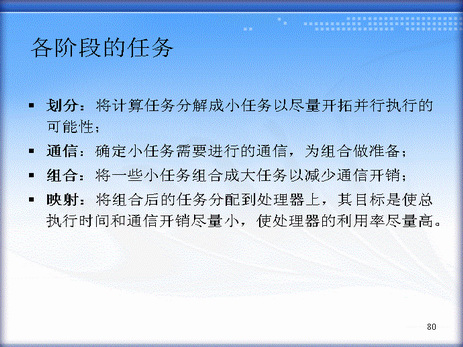 各阶段的任务
▪ 划分：将计算任务分解成小任务以尽量开拓并行执行的
可能性；
▪ 通信：确定小任务需要进行的通信，为组合做准备；
▪ 组合：将一些小任务组合成大任务以减少通信开销；
▪ 映射：将组合后的任务分配到处理器上，其目标是使总
执行时间和通信开销尽量小，使处理器的利用率尽量高。
80